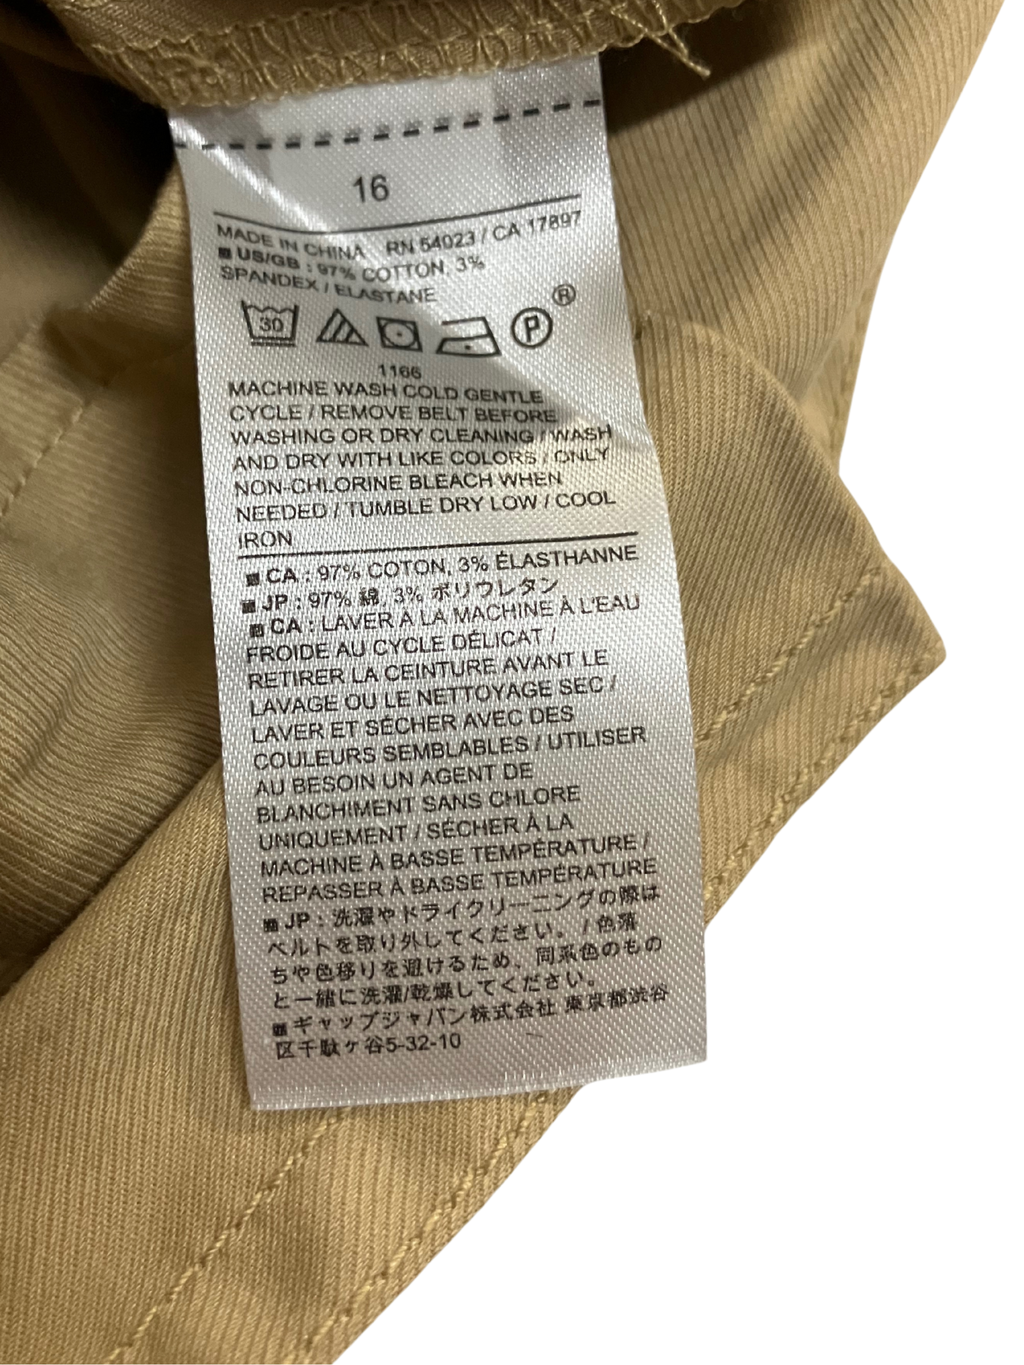 16
MADE IN CHINA RN 54023 / CA 17897
■ US/GB : 97% COTTON, 3%
SPANDEX / ELASTANE
30 P ®
1166
MACHINE WASH COLD GENTLE
CYCLE / REMOVE BELT BEFORE
WASHING OR DRY CLEANING / WASH
AND DRY WITH LIKE COLORS / ONLY
NON-CHLORINE BLEACH WHEN
NEEDED / TUMBLE DRY LOW / COOL
IRON
■ CA : 97% COTON, 3% ÉLASTHANNE
■ JP : 97% 綿, 3% ポリウレタン
■ CA : LAVER À LA MACHINE À L'EAU
FROIDE AU CYCLE DÉLICAT /
RETIRER LA CEINTURE AVANT LE
LAVAGE OU LE NETTOYAGE SEC /
LAVER ET SÉCHER AVEC DES
COULEURS SEMBLABLES / UTILISER
AU BESOIN UN AGENT DE
BLANCHIMENT SANS CHLORE
UNIQUEMENT / SÉCHER À LA
MACHINE À BASSE TEMPÉRATURE /
REPASSER À BASSE TEMPÉRATURE
■ JP : 洗濯やドライクリーニングの際は
ベルトを取り外してください。 / 色落
ちや色移りを避けるため、同系色のもの
と一緒に洗濯/乾燥してください。
■ ギャップジャパン株式会社 東京都渋谷
区千駄ヶ谷5-32-10